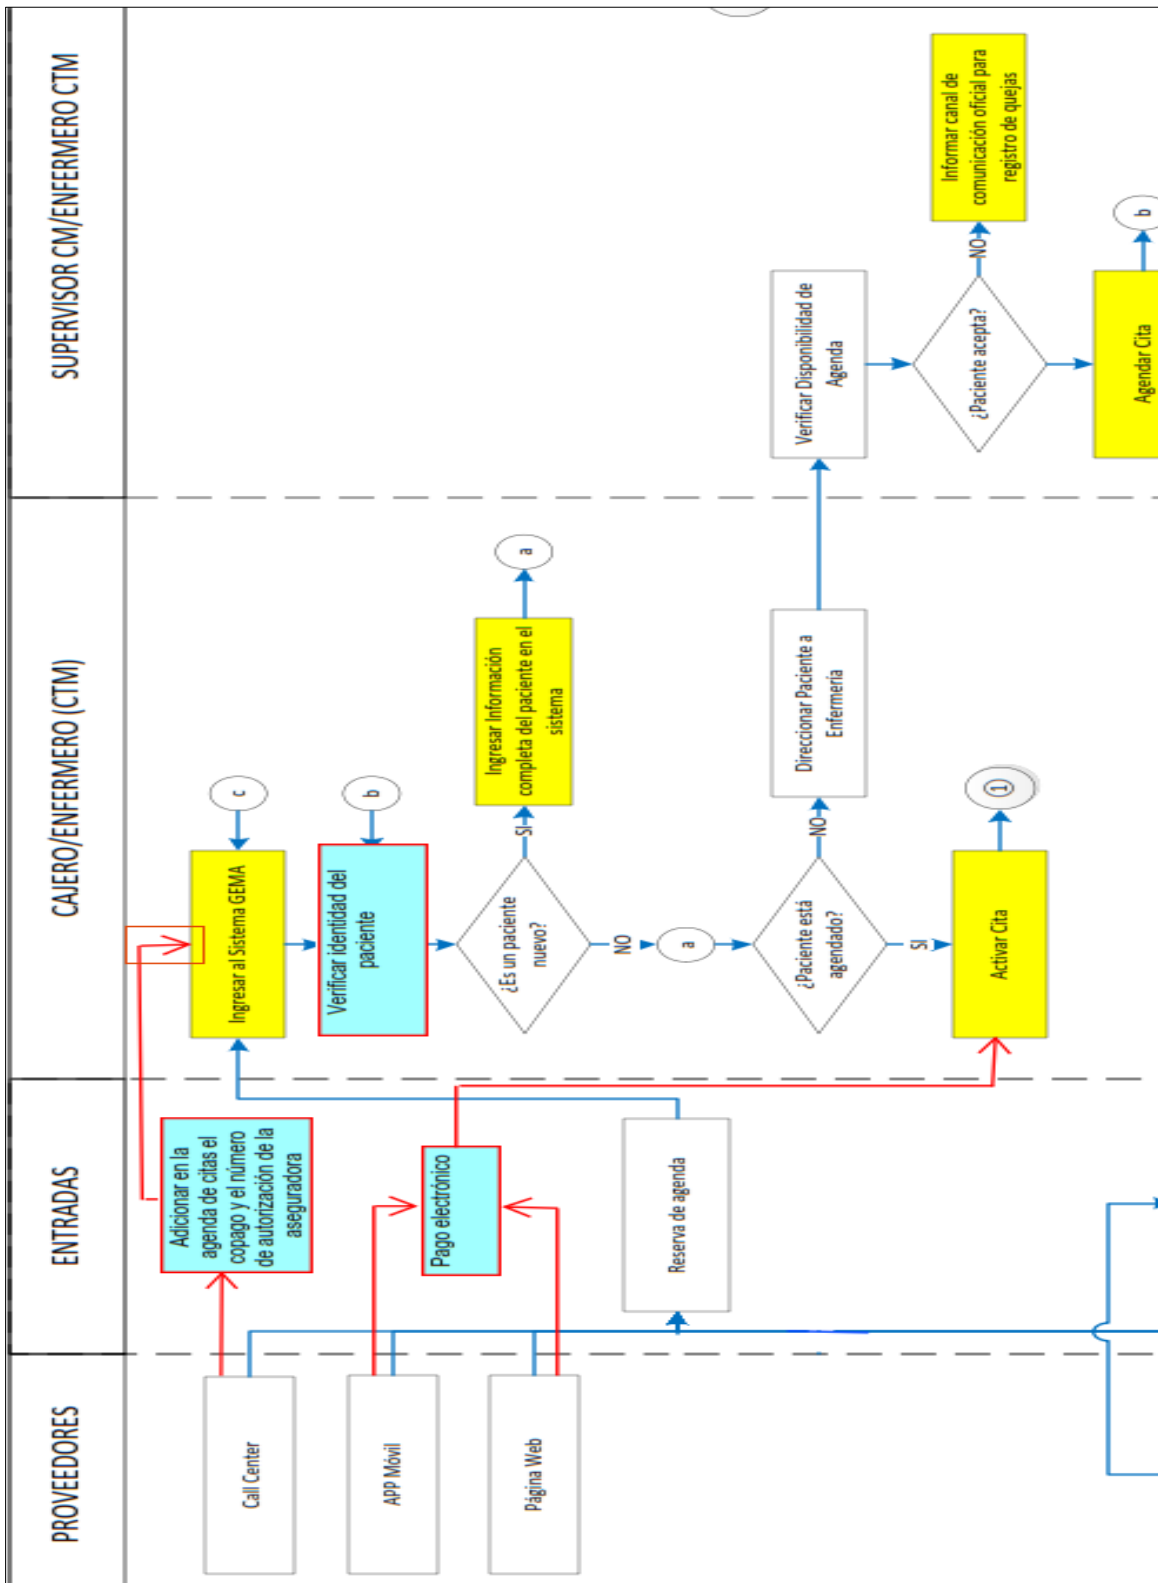 PROVEEDORES
ENTRADAS
CAJERO/ENFERMERO (CTM)
SUPERVISOR CM/ENFERMERO CTM
Call Center
Adicionar en la
agenda de citas el
copago y el número
de autorización de la
aseguradora
Ingresar al Sistema GEMA
c
APP Móvil
Verificar identidad del
paciente
b
Pago electrónico
Página Web
¿Es un paciente
nuevo?
SI
Ingresar Información
completa del paciente en el
sistema
a
NO
Reserva de agenda
a
¿Paciente está
agendado?
NO
Direccionar Paciente a
Enfermeria
Verificar Disponibilidad de
Agenda
SI
Activar Cita
1
¿Paciente acepta?
NO
Informar canal de
comunicación oficial para
registro de quejas
Agendar Cita
b